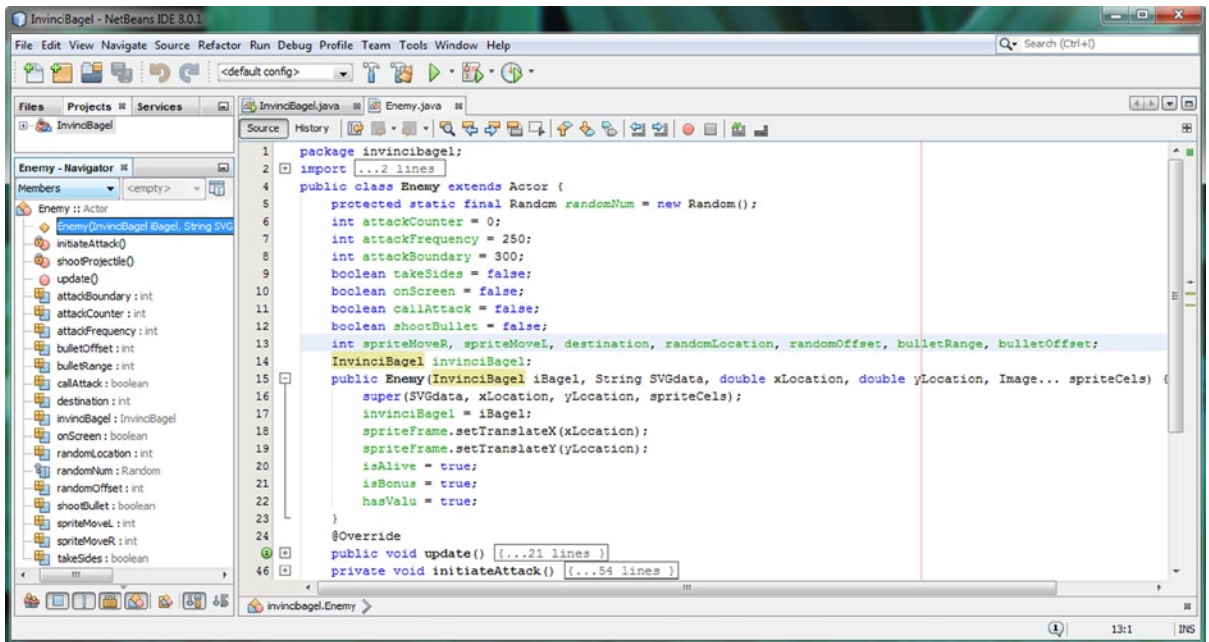 InvinciBagel - NetBeans IDE 8.0.1
File Edit View Navigate Source Refactor Run Debug Profile Team Tools Window Help
Search (Ctrl+I)
<default config>
Files Projects Services
InvinciBagel
InvinciBagel.java Enemy.java
Source History
Enemy - Navigator
Members <empty>
Enemy :: Actor
Enemy(InvinciBagel iBagel, String SVG
initiateAttack()
shootProjectile()
update()
attackBoundary : int
attackCounter : int
attackFrequency : int
bulletOffset : int
bulletRange : int
callAttack : boolean
destination : int
invinciBagel : InvinciBagel
onScreen : boolean
randomLocation : int
randomNum : Random
randomOffset : int
shootBullet : boolean
spriteMoveL : int
spriteMoveR : int
takeSides : boolean
1 package invincibagel;
2 import ...2 lines
4 public class Enemy extends Actor {
5 protected static final Random randomNum = new Random();
6 int attackCounter = 0;
7 int attackFrequency = 250;
8 int attackBoundary = 300;
9 boolean takeSides = false;
10 boolean onScreen = false;
11 boolean callAttack = false;
12 boolean shootBullet = false;
13 int spriteMoveR, spriteMoveL, destination, randomLocation, randomOffset, bulletRange, bulletOffset;
14 InvinciBagel invinciBagel;
15 public Enemy(InvinciBagel iBagel, String SVGdata, double xLocation, double yLocation, Image... spriteCels) {
16 super(SVGdata, xLocation, yLocation, spriteCels);
17 invinciBagel = iBagel;
18 spriteFrame.setTranslateX(xLocation);
19 spriteFrame.setTranslateY(yLocation);
20 isAlive = true;
21 isBonus = true;
22 hasValu = true;
23 }
24 @Override
public void update() {...21 lines }
46 private void initiateAttack() {...54 lines }
invincibagel.Enemy
13:1 INS